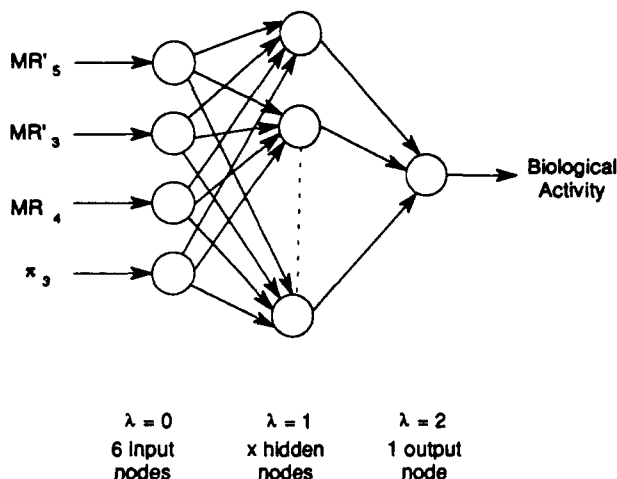 MR'₅
MR'₃
MR₄
π₃
Biological
Activity
λ = 0
6 input
nodes
λ = 1
x hidden
nodes
λ = 2
1 output
node